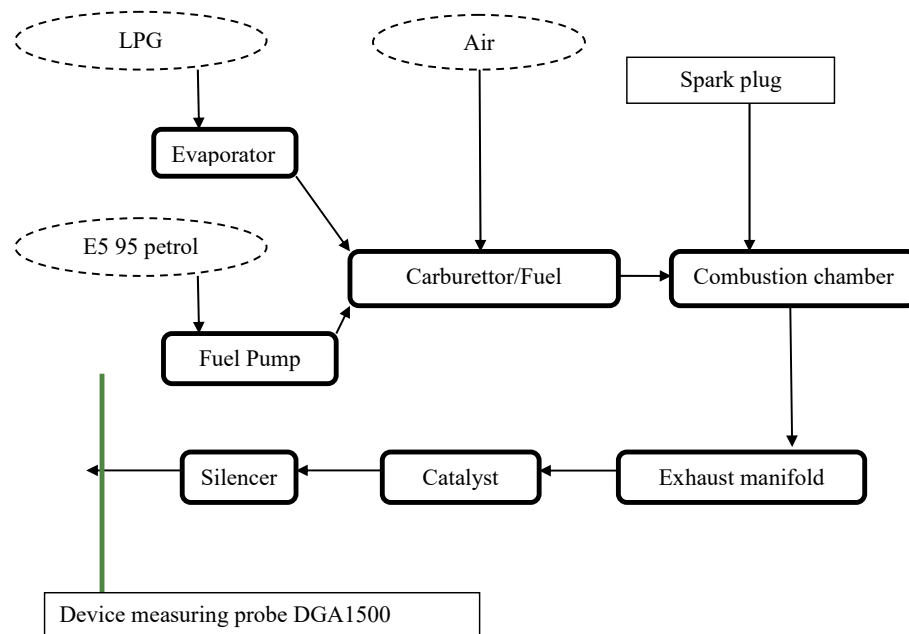 LPG
Air
Spark plug
Evaporator
E5 95 petrol
Carburettor/Fuel
Combustion chamber
Fuel Pump
Silencer
Catalyst
Exhaust manifold
Device measuring probe DGA1500